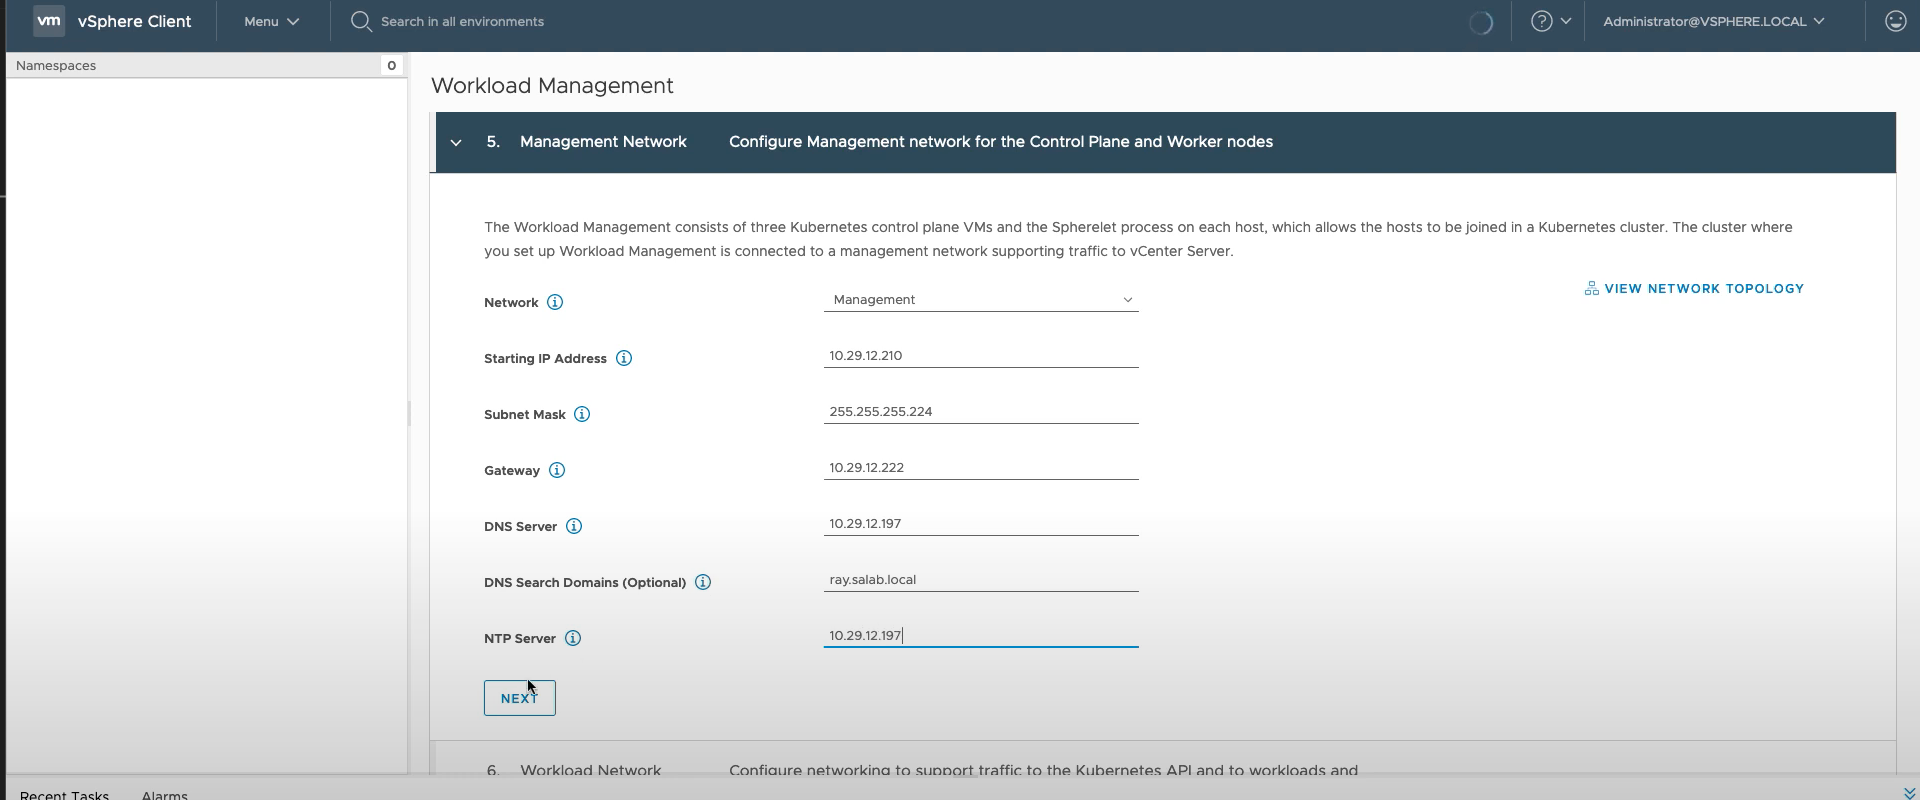 vm vSphere Client Menu Search in all environments Administrator@VSPHERE.LOCAL
Namespaces 0
Workload Management
5. Management Network Configure Management network for the Control Plane and Worker nodes
The Workload Management consists of three Kubernetes control plane VMs and the Spherelet process on each host, which allows the hosts to be joined in a Kubernetes cluster. The cluster where
you set up Workload Management is connected to a management network supporting traffic to vCenter Server.
VIEW NETWORK TOPOLOGY
Network Management
Starting IP Address 10.29.12.210
Subnet Mask 255.255.255.224
Gateway 10.29.12.222
DNS Server 10.29.12.197
DNS Search Domains (Optional) ray.salab.local
NTP Server 10.29.12.197
NEXT
6. Workload Network Configure networking to support traffic to the Kubernetes API and to workloads and
Recent Tasks Alarms